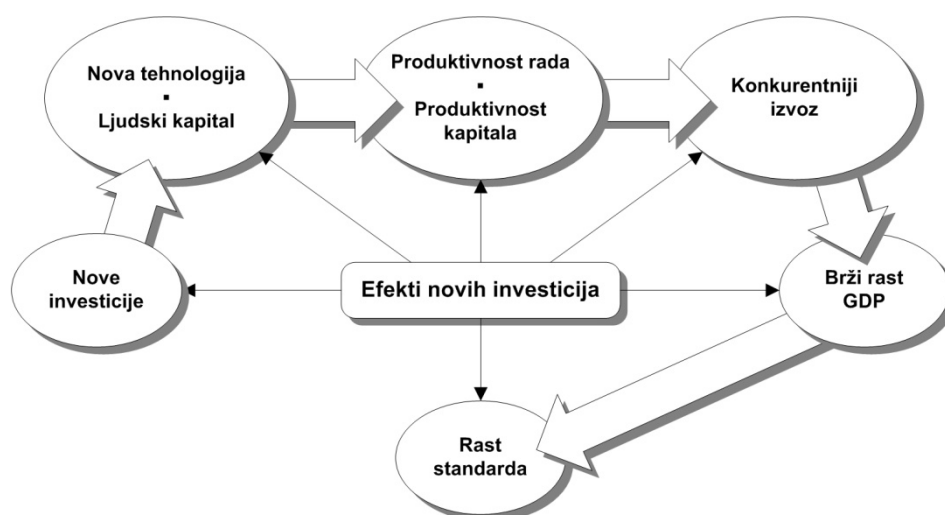 Nova tehnologija
▪
Ljudski kapital
Produktivnost rada
▪
Produktivnost
kapitala
Konkurentniji
izvoz
Nove
investicije
Efekti novih investicija
Brži rast
GDP
Rast
standarda